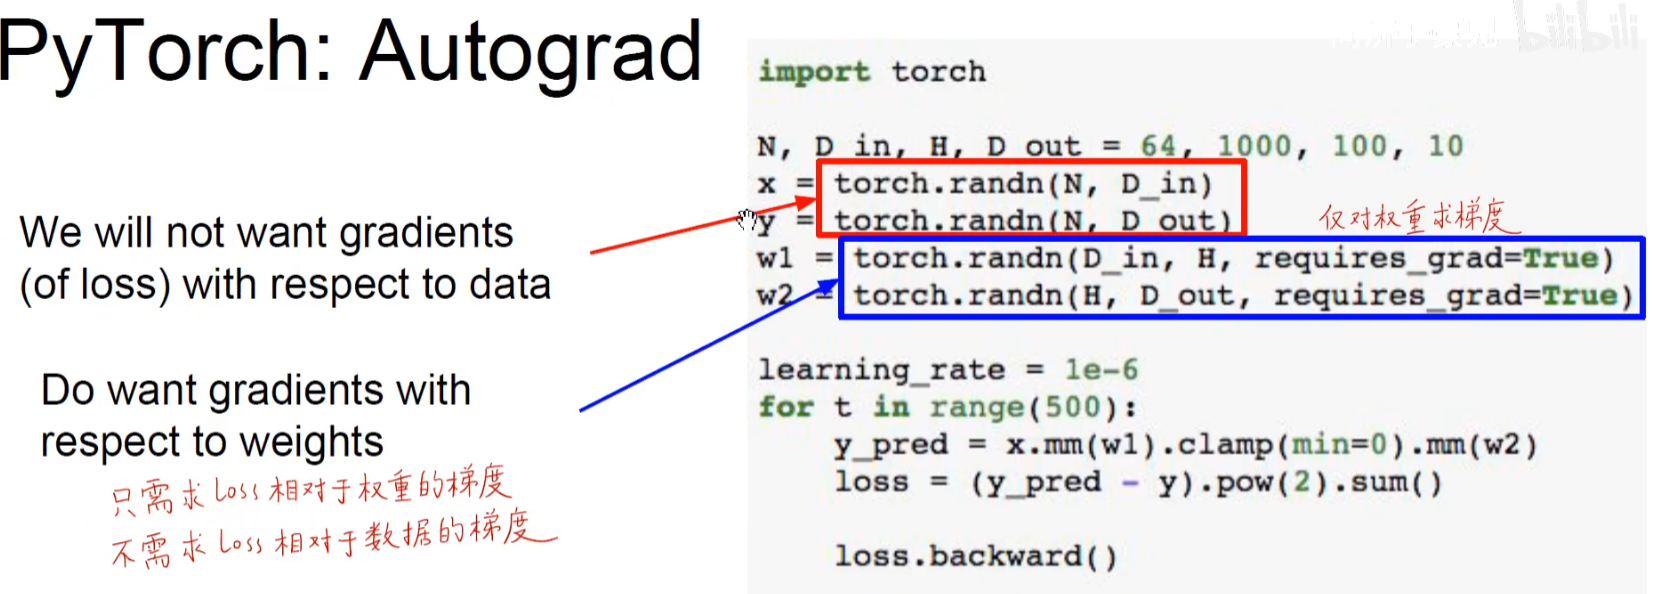 PyTorch: Autograd
We will not want gradients
(of loss) with respect to data
Do want gradients with
respect to weights
只需求 Loss 相对于权重的梯度
不需求 Loss 相对于数据的梯度
bilibili
import torch
N, D_in, H, D_out = 64, 1000, 100, 10
x = torch.randn(N, D_in)
y = torch.randn(N, D_out)
仅对权重求梯度
w1 = torch.randn(D_in, H, requires_grad=True)
w2 = torch.randn(H, D_out, requires_grad=True)
learning_rate = 1e-6
for t in range(500):
y_pred = x.mm(w1).clamp(min=0).mm(w2)
loss = (y_pred - y).pow(2).sum()
loss.backward()